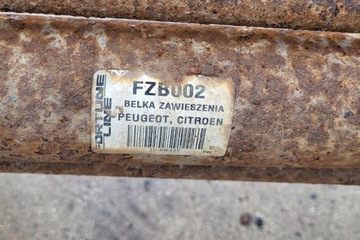 FZB002
BELKA ZAWIESZENIA
PEUGEOT, CITROEN
FORTUNE
LINE